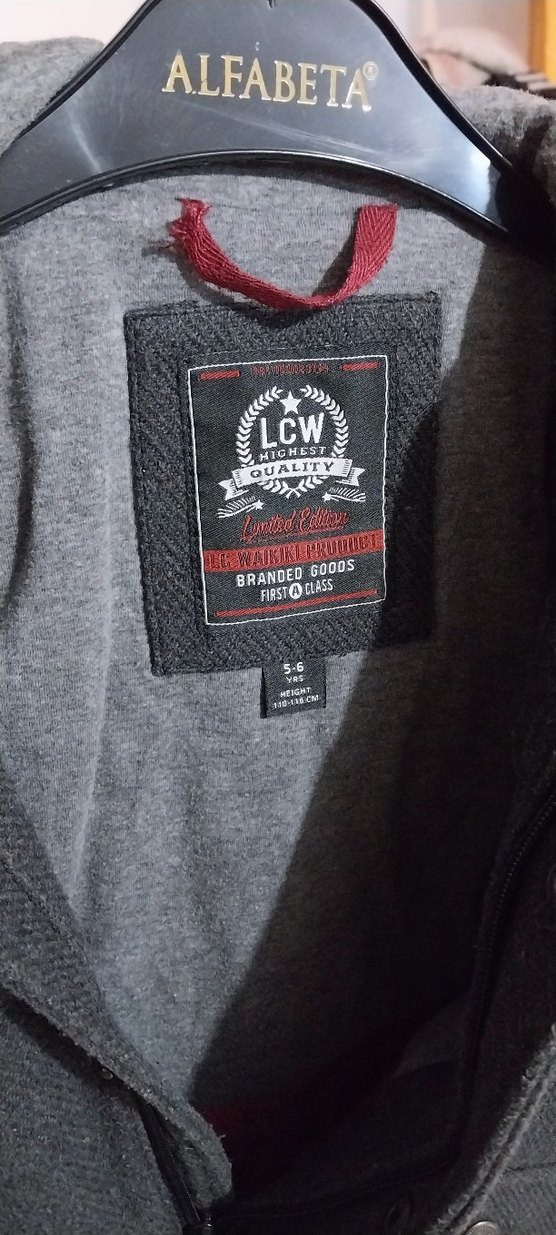 ALFABETA®
LCW
HIGHEST
QUALITY
Limited Edition
LC WAIKIKI PRODUCT
BRANDED GOODS
FIRST A CLASS
5-6
YRS
HEIGHT
110-116 CM